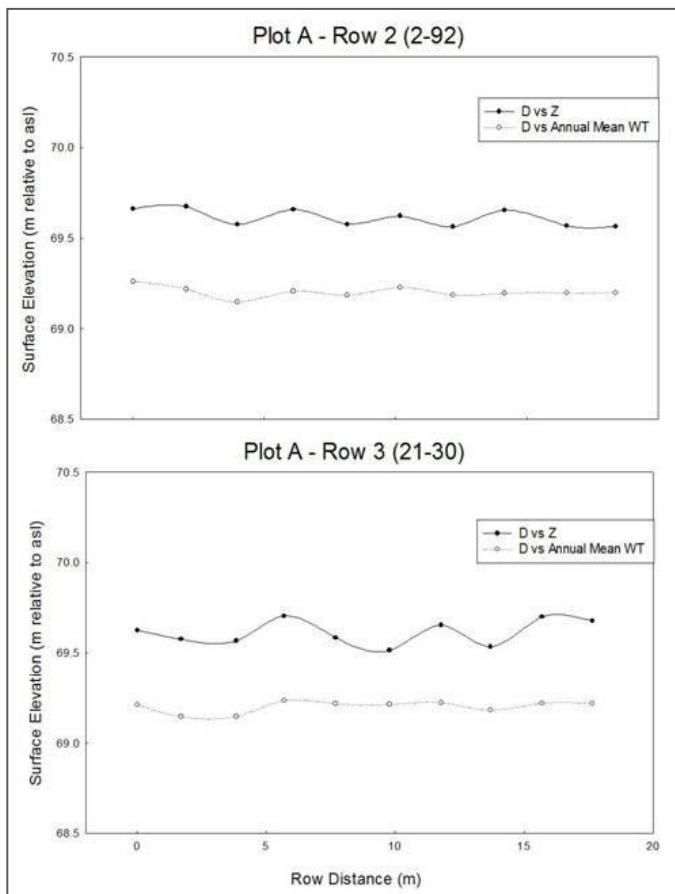 Plot A - Row 2 (2-92)
70.5
70.0
69.5
69.0
68.5
Surface Elevation (m relative to asl)
D vs Z
D vs Annual Mean WT
Plot A - Row 3 (21-30)
70.5
70.0
69.5
69.0
68.5
Surface Elevation (m relative to asl)
D vs Z
D vs Annual Mean WT
0 5 10 15 20
Row Distance (m)